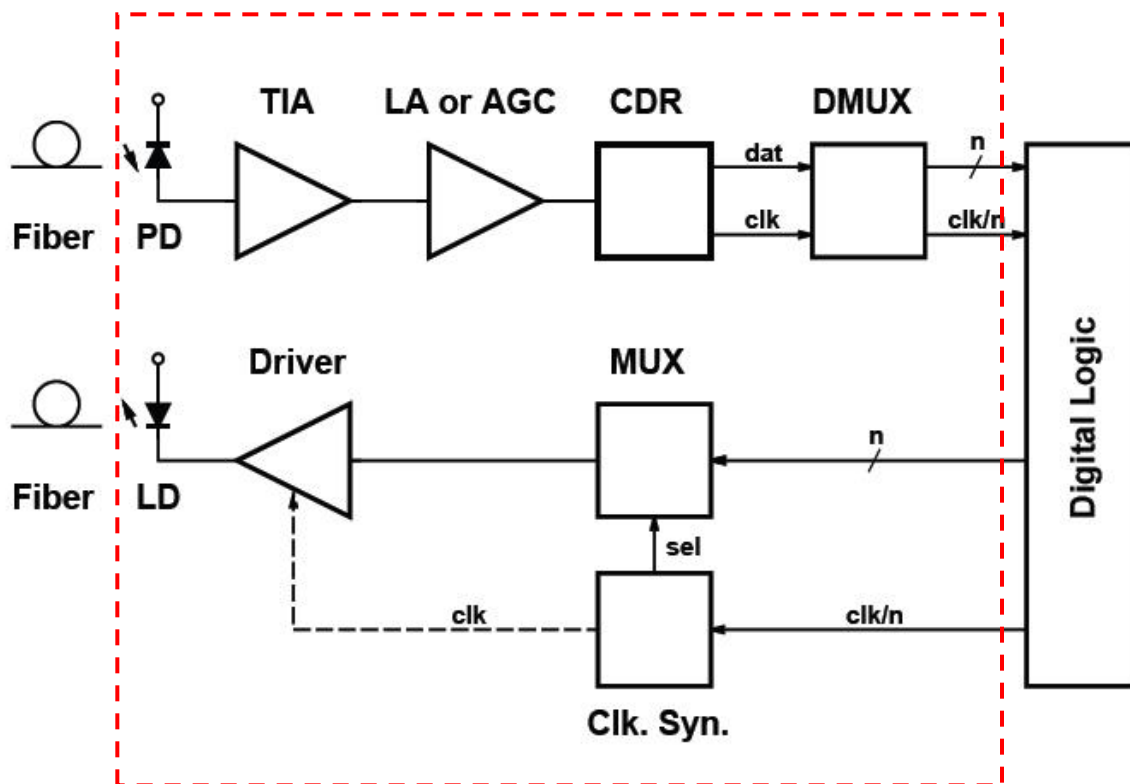 TIA
LA or AGC
CDR
DMUX
dat
n
clk
clk/n
Fiber
PD
Driver
MUX
n
Fiber
LD
sel
clk
clk/n
Clk. Syn.
Digital Logic